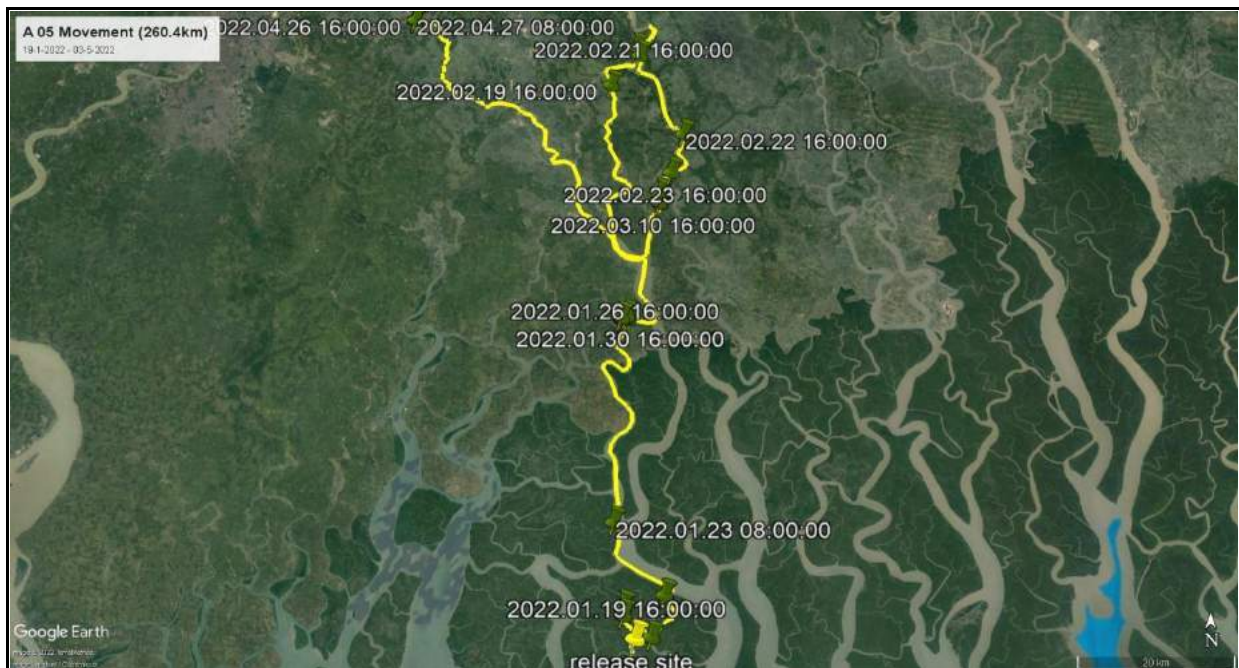 A 05 Movement (260.4km)
19-1-2022 - 03-5-2022
2022.04.26 16:00:00
2022.04.27 08:00:00
2022.02.21 16:00:00
2022.02.19 16:00:00
2022.02.22 16:00:00
2022.02.23 16:00:00
2022.03.10 16:00:00
2022.01.26 16:00:00
2022.01.30 16:00:00
2022.01.23 08:00:00
2022.01.19 16:00:00
release site
Google Earth
N
20 km